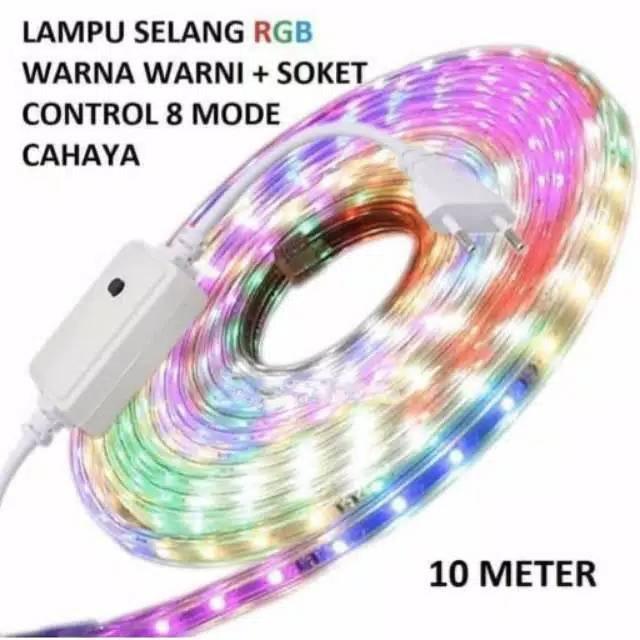 LAMPU SELANG RGB
WARNA WARNI + SOKET
CONTROL 8 MODE
CAHAYA
10 METER